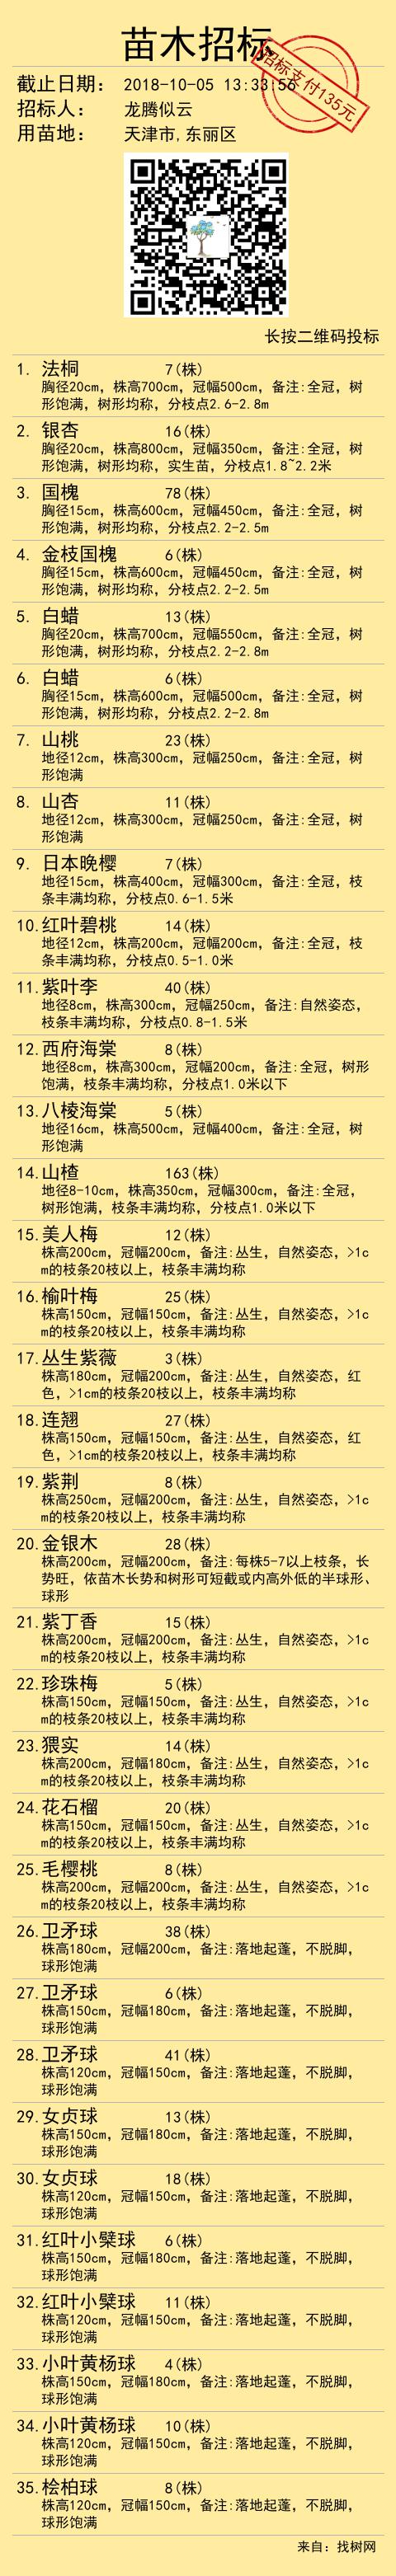 苗木招标
招标支付135元
截止日期： 2018-10-05 13:33:56
招标人： 龙腾似云
用苗地： 天津市,东丽区
长按二维码投标
1. 法桐 7(株)
胸径20cm, 株高700cm, 冠幅500cm, 备注:全冠, 树
形饱满, 树形均称, 分枝点2.6-2.8m
2. 银杏 16(株)
胸径20cm, 株高800cm, 冠幅350cm, 备注:全冠, 树
形饱满, 树形均称, 实生苗, 分枝点1.8~2.2米
3. 国槐 78(株)
胸径15cm, 株高600cm, 冠幅450cm, 备注:全冠, 树
形饱满, 树形均称, 分枝点2.2-2.5m
4. 金枝国槐 6(株)
胸径15cm, 株高600cm, 冠幅450cm, 备注:全冠, 树
形饱满, 树形均称, 分枝点2.2-2.5m
5. 白蜡 13(株)
胸径20cm, 株高700cm, 冠幅550cm, 备注:全冠, 树
形饱满, 树形均称, 分枝点2.2-2.8m
6. 白蜡 6(株)
胸径15cm, 株高600cm, 冠幅500cm, 备注:全冠, 树
形饱满, 树形均称, 分枝点2.2-2.8m
7. 山桃 23(株)
地径12cm, 株高300cm, 冠幅250cm, 备注:全冠, 树
形饱满
8. 山杏 11(株)
地径12cm, 株高300cm, 冠幅250cm, 备注:全冠, 树
形饱满
9. 日本晚樱 7(株)
地径15cm, 株高400cm, 冠幅300cm, 备注:全冠, 枝
条丰满均称, 分枝点0.6-1.5米
10.红叶碧桃 14(株)
地径12cm, 株高200cm, 冠幅200cm, 备注:全冠, 枝
条丰满均称, 分枝点0.5-1.0米
11.紫叶李 40(株)
地径8cm, 株高300cm, 冠幅250cm, 备注:自然姿态,
枝条丰满均称, 分枝点0.8-1.5米
12.西府海棠 8(株)
地径8cm, 株高300cm, 冠幅200cm, 备注:全冠, 树形
饱满, 枝条丰满均称, 分枝点1.0米以下
13.八棱海棠 5(株)
地径16cm, 株高500cm, 冠幅400cm, 备注:全冠, 树
形饱满
14.山楂 163(株)
地径8-10cm, 株高350cm, 冠幅300cm, 备注:全冠,
树形饱满, 枝条丰满均称, 分枝点1.0米以下
15.美人梅 12(株)
株高200cm, 冠幅200cm, 备注:丛生, 自然姿态, >1c
m的枝条20枝以上, 枝条丰满均称
16.榆叶梅 25(株)
株高150cm, 冠幅150cm, 备注:丛生, 自然姿态, >1c
m的枝条20枝以上, 枝条丰满均称
17.丛生紫薇 3(株)
株高180cm, 冠幅200cm, 备注:丛生, 自然姿态, 红
色, >1cm的枝条20枝以上, 枝条丰满均称
18.连翘 27(株)
株高150cm, 冠幅150cm, 备注:丛生, 自然姿态, 红
色, >1cm的枝条20枝以上, 枝条丰满均称
19.紫荆 8(株)
株高250cm, 冠幅200cm, 备注:丛生, 自然姿态, >1c
m的枝条20枝以上, 枝条丰满均称
20.金银木 28(株)
株高200cm, 冠幅200cm, 备注:每株5-7以上枝条, 长
势旺, 依苗木长势和树形可短截或内高外低的半球形、
球形
21.紫丁香 15(株)
株高200cm, 冠幅200cm, 备注:丛生, 自然姿态, >1c
m的枝条20枝以上, 枝条丰满均称
22.珍珠梅 5(株)
株高150cm, 冠幅150cm, 备注:丛生, 自然姿态, >1c
m的枝条20枝以上, 枝条丰满均称
23.猥实 14(株)
株高200cm, 冠幅180cm, 备注:丛生, 自然姿态, >1c
m的枝条20枝以上, 枝条丰满均称
24.花石榴 20(株)
株高150cm, 冠幅150cm, 备注:丛生, 自然姿态, >1c
m的枝条20枝以上, 枝条丰满均称
25.毛樱桃 8(株)
株高200cm, 冠幅200cm, 备注:丛生, 自然姿态, >1c
m的枝条20枝以上, 枝条丰满均称
26.卫矛球 38(株)
株高180cm, 冠幅200cm, 备注:落地起蓬, 不脱脚,
球形饱满
27.卫矛球 6(株)
株高150cm, 冠幅180cm, 备注:落地起蓬, 不脱脚,
球形饱满
28.卫矛球 41(株)
株高120cm, 冠幅150cm, 备注:落地起蓬, 不脱脚,
球形饱满
29.女贞球 13(株)
株高150cm, 冠幅180cm, 备注:落地起蓬, 不脱脚,
球形饱满
30.女贞球 18(株)
株高120cm, 冠幅150cm, 备注:落地起蓬, 不脱脚,
球形饱满
31.红叶小檗球 6(株)
株高150cm, 冠幅180cm, 备注:落地起蓬, 不脱脚,
球形饱满
32.红叶小檗球 11(株)
株高120cm, 冠幅150cm, 备注:落地起蓬, 不脱脚,
球形饱满
33.小叶黄杨球 4(株)
株高150cm, 冠幅180cm, 备注:落地起蓬, 不脱脚,
球形饱满
34.小叶黄杨球 10(株)
株高120cm, 冠幅150cm, 备注:落地起蓬, 不脱脚,
球形饱满
35.桧柏球 8(株)
株高120cm, 冠幅150cm, 备注:落地起蓬, 不脱脚,
球形饱满
来自: 找树网